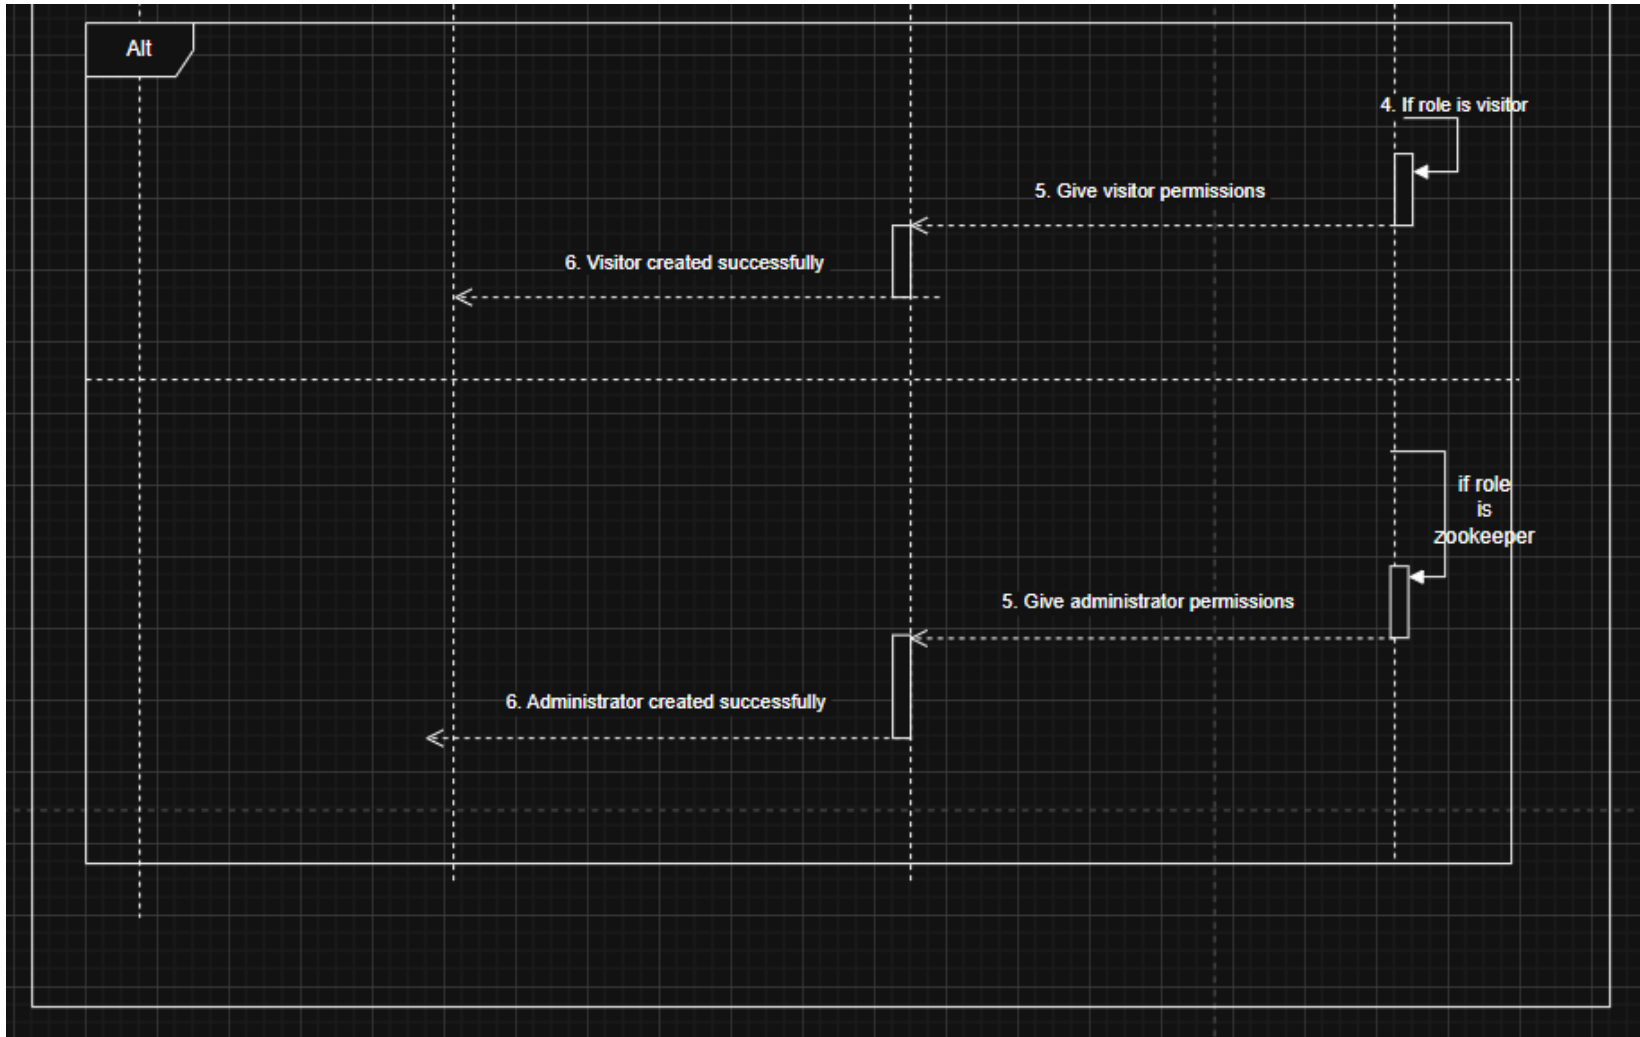 Alt
4. If role is visitor
5. Give visitor permissions
6. Visitor created successfully
if role
is
zookeeper
5. Give administrator permissions
6. Administrator created successfully